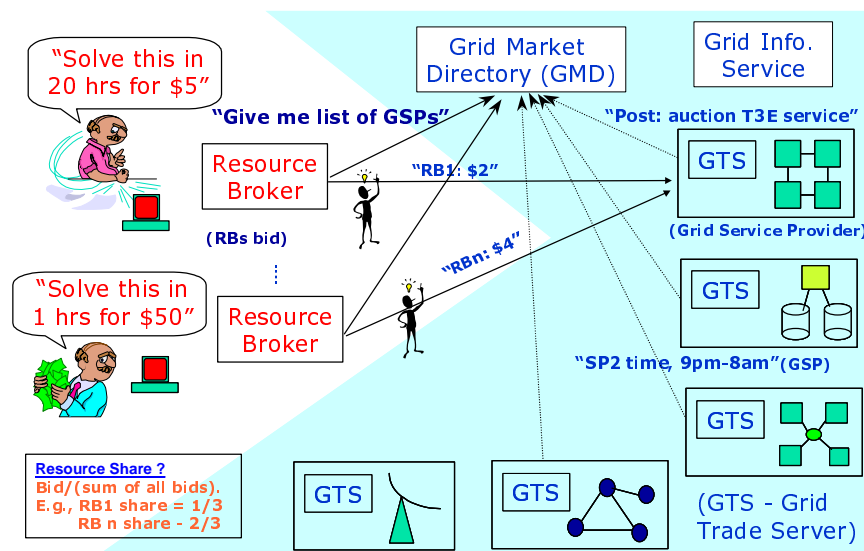 “Solve this in
20 hrs for $5”
Grid Market
Directory (GMD)
Grid Info.
Service
“Give me list of GSPs”
“Post: auction T3E service”
Resource
Broker
“RB1: $2”
GTS
(RBs bid)
(Grid Service Provider)
“RBn: $4”
“Solve this in
1 hrs for $50”
Resource
Broker
GTS
“SP2 time, 9pm-8am”(GSP)
GTS
Resource Share ?
Bid/(sum of all bids).
E.g., RB1 share = 1/3
RB n share - 2/3
GTS
GTS
(GTS - Grid
Trade Server)